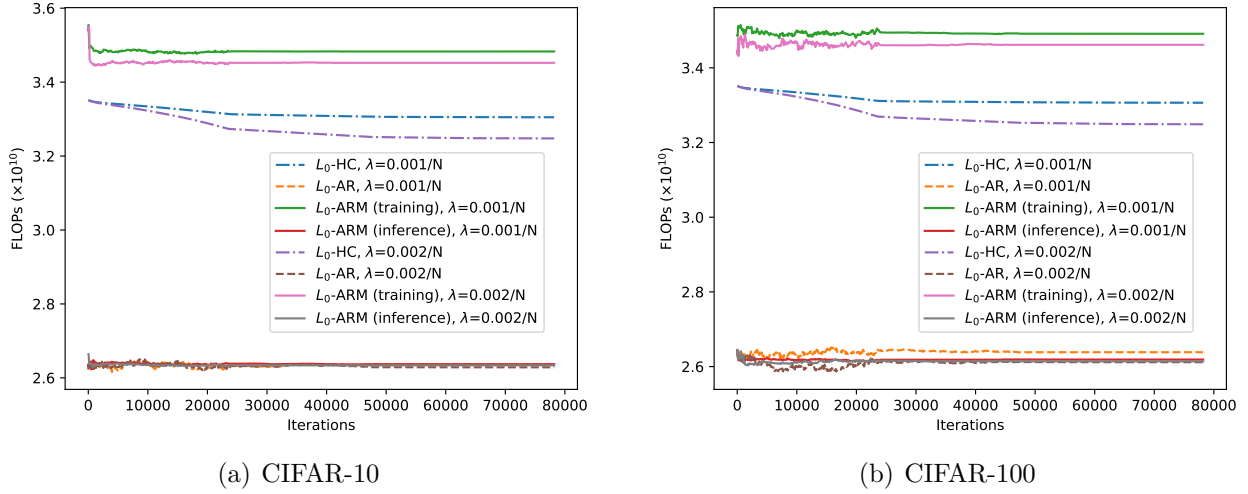 3.6
3.4
3.2
3.0
2.8
2.6
FLOPs (×10¹⁰)
L₀-HC, λ=0.001/N
L₀-AR, λ=0.001/N
L₀-ARM (training), λ=0.001/N
L₀-ARM (inference), λ=0.001/N
L₀-HC, λ=0.002/N
L₀-AR, λ=0.002/N
L₀-ARM (training), λ=0.002/N
L₀-ARM (inference), λ=0.002/N
0 10000 20000 30000 40000 50000 60000 70000 80000
Iterations
(a) CIFAR-10
3.4
3.2
3.0
2.8
2.6
FLOPs (×10¹⁰)
L₀-HC, λ=0.001/N
L₀-AR, λ=0.001/N
L₀-ARM (training), λ=0.001/N
L₀-ARM (inference), λ=0.001/N
L₀-HC, λ=0.002/N
L₀-AR, λ=0.002/N
L₀-ARM (training), λ=0.002/N
L₀-ARM (inference), λ=0.002/N
0 10000 20000 30000 40000 50000 60000 70000 80000
Iterations
(b) CIFAR-100